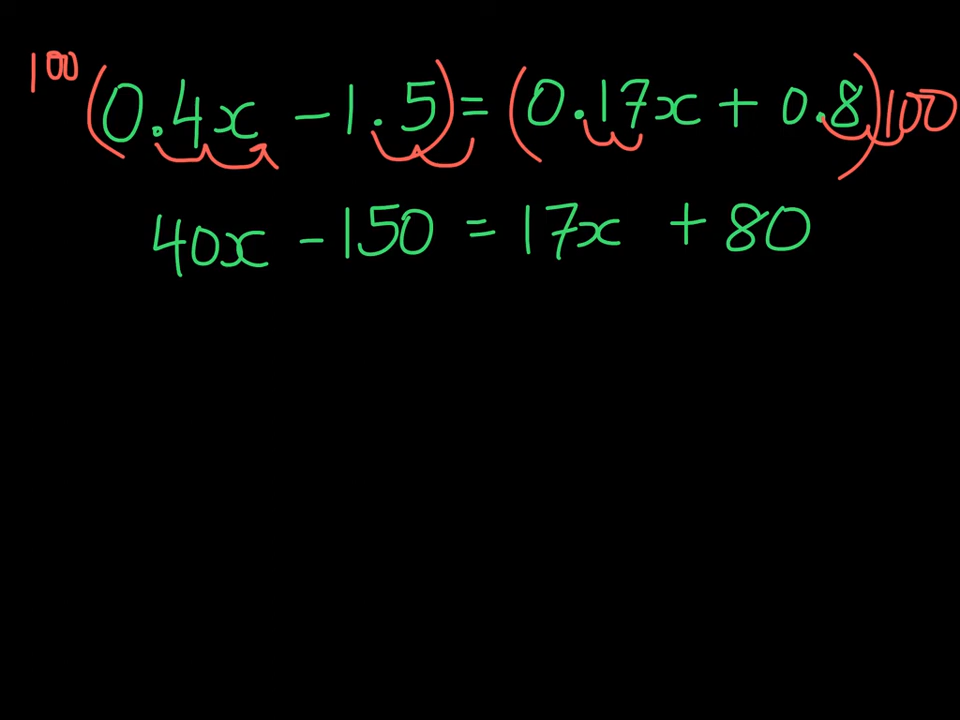 100(0.4x - 1.5) = (0.17x + 0.8)100
40x - 150 = 17x + 80